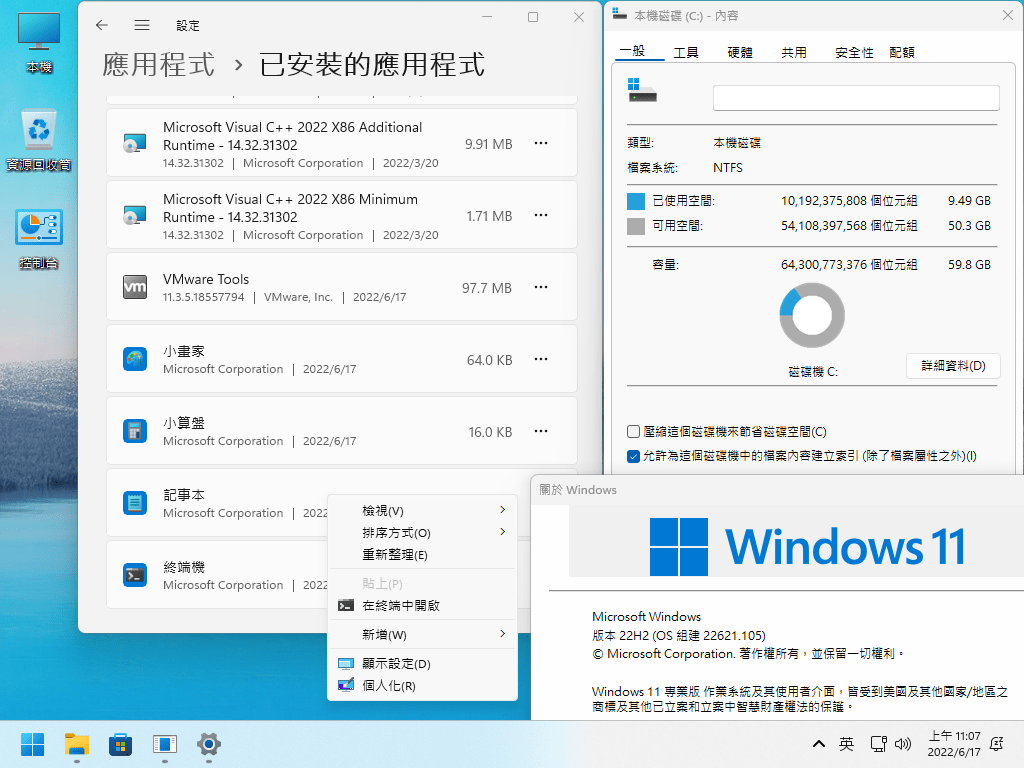 本機
資源回收筒
控制台
設定
應用程式 › 已安裝的應用程式
Microsoft Visual C++ 2022 X86 Additional
Runtime - 14.32.31302
14.32.31302 | Microsoft Corporation | 2022/3/20
9.91 MB
Microsoft Visual C++ 2022 X86 Minimum
Runtime - 14.32.31302
14.32.31302 | Microsoft Corporation | 2022/3/20
1.71 MB
vm
VMware Tools
11.3.5.18557794 | VMware, Inc. | 2022/6/17
97.7 MB
小畫家
Microsoft Corporation | 2022/6/17
64.0 KB
小算盤
Microsoft Corporation | 2022/6/17
16.0 KB
記事本
Microsoft Corporation | 202
終端機
Microsoft Corporation | 202
檢視(V)
排序方式(O)
重新整理(E)
貼上(P)
在終端中開啟
新增(W)
顯示設定(D)
個人化(R)
本機磁碟 (C:) - 內容
一般 工具 硬體 共用 安全性 配額
類型: 本機磁碟
檔案系統: NTFS
已使用空間: 10,192,375,808 個位元組 9.49 GB
可用空間: 54,108,397,568 個位元組 50.3 GB
容量: 64,300,773,376 個位元組 59.8 GB
磁碟機 C:
詳細資料(D)
壓縮這個磁碟機來節省磁碟空間(C)
允許為這個磁碟機中的檔案內容建立索引 (除了檔案屬性之外)(I)
關於 Windows
Windows 11
Microsoft Windows
版本 22H2 (OS 組建 22621.105)
© Microsoft Corporation. 著作權所有，並保留一切權利。
Windows 11 專業版 作業系統及其使用者介面，皆受到美國及其他國家/地區之
商標及其他已立案和立案中智慧財產權法的保護。
英
上午 11:07
2022/6/17